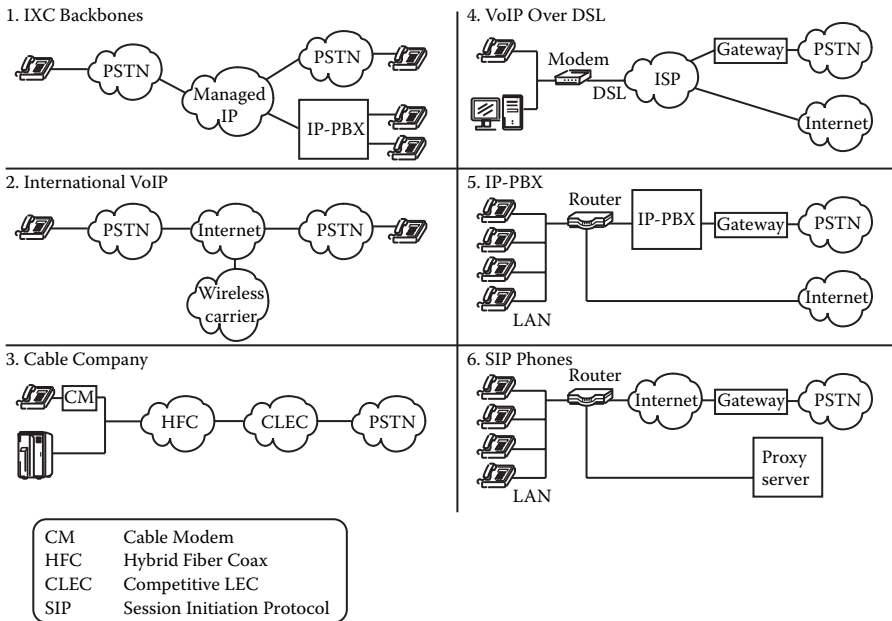 1. IXC Backbones
PSTN
Managed
IP
PSTN
IP-PBX
2. International VoIP
PSTN
Internet
PSTN
Wireless
carrier
3. Cable Company
CM
HFC
CLEC
PSTN
4. VoIP Over DSL
Modem
DSL
ISP
Gateway
PSTN
Internet
5. IP-PBX
Router
IP-PBX
Gateway
PSTN
Internet
LAN
6. SIP Phones
Router
Internet
Gateway
PSTN
Proxy
server
LAN
CM Cable Modem
HFC Hybrid Fiber Coax
CLEC Competitive LEC
SIP Session Initiation Protocol